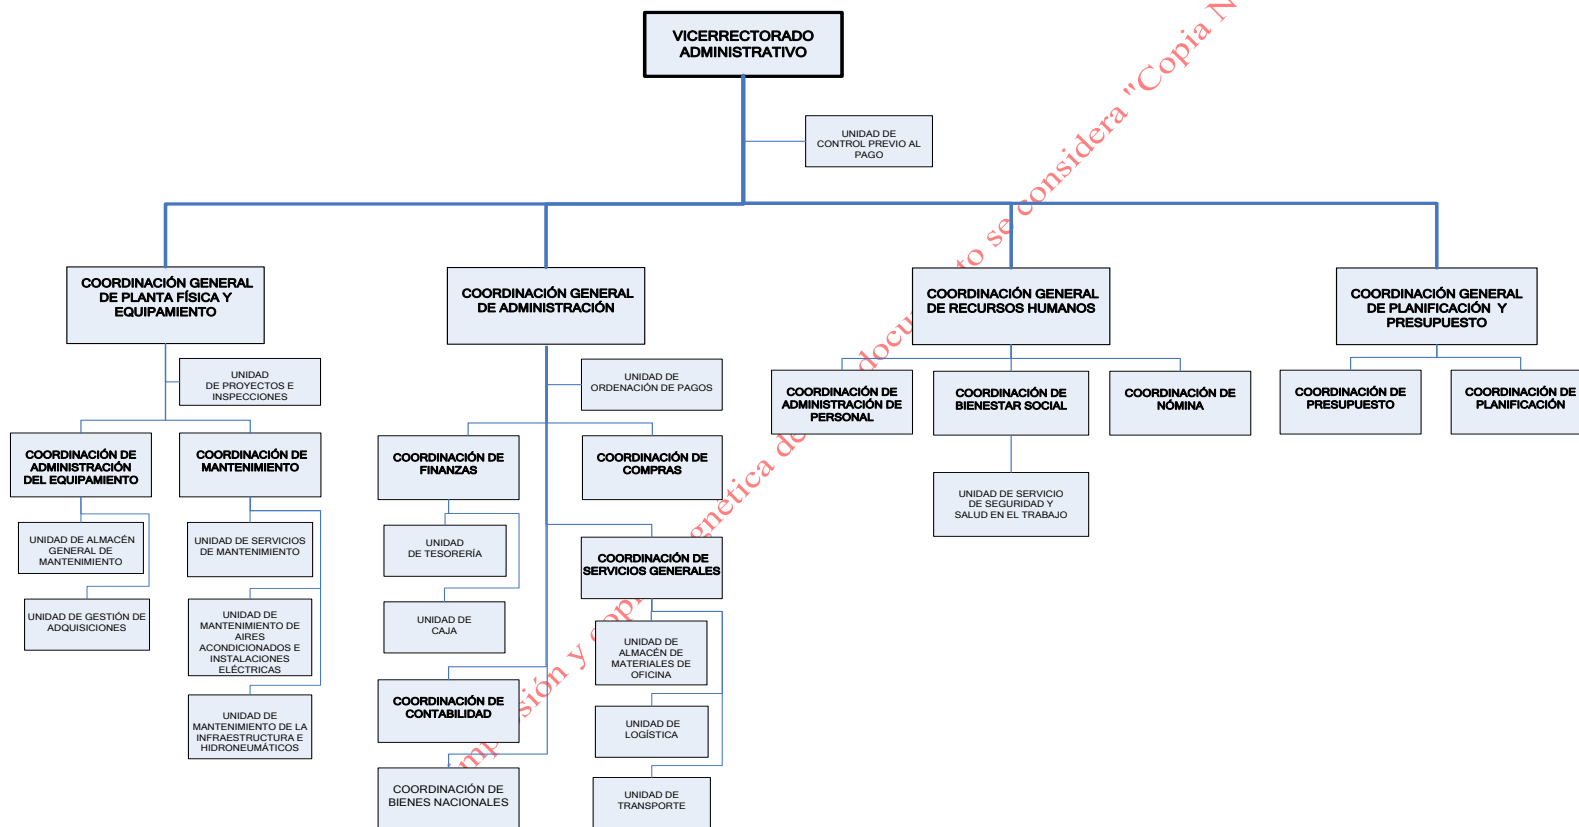 VICERRECTORADO
ADMINISTRATIVO
UNIDAD DE
CONTROL PREVIO AL
PAGO
COORDINACIÓN GENERAL
DE PLANTA FÍSICA Y
EQUIPAMIENTO
COORDINACIÓN GENERAL
DE ADMINISTRACIÓN
COORDINACIÓN GENERAL
DE RECURSOS HUMANOS
COORDINACIÓN GENERAL
DE PLANIFICACIÓN Y
PRESUPUESTO
UNIDAD
DE PROYECTOS E
INSPECCIONES
UNIDAD DE
ORDENACIÓN DE PAGOS
COORDINACIÓN DE
ADMINISTRACIÓN DE
PERSONAL
COORDINACIÓN DE
BIENESTAR SOCIAL
COORDINACIÓN DE
NÓMINA
COORDINACIÓN DE
PRESUPUESTO
COORDINACIÓN DE
PLANIFICACIÓN
COORDINACIÓN DE
ADMINISTRACIÓN
DEL EQUIPAMIENTO
COORDINACIÓN DE
MANTENIMIENTO
COORDINACIÓN DE
FINANZAS
COORDINACIÓN DE
COMPRAS
UNIDAD DE SERVICIO
DE SEGURIDAD Y
SALUD EN EL TRABAJO
UNIDAD DE ALMACÉN
GENERAL DE
MANTENIMIENTO
UNIDAD DE SERVICIOS
DE MANTENIMIENTO
UNIDAD
DE TESORERÍA
COORDINACIÓN DE
SERVICIOS GENERALES
UNIDAD DE GESTIÓN DE
ADQUISICIONES
UNIDAD DE
MANTENIMIENTO DE
AIRES
ACONDICIONADOS E
INSTALACIONES
ELÉCTRICAS
UNIDAD DE
CAJA
UNIDAD DE
ALMACÉN DE
MATERIALES DE
OFICINA
UNIDAD DE
MANTENIMIENTO DE LA
INFRAESTRUCTURA E
HIDRONEUMÁTICOS
COORDINACIÓN DE
CONTABILIDAD
UNIDAD DE
LOGÍSTICA
COORDINACIÓN DE
BIENES NACIONALES
UNIDAD DE
TRANSPORTE
y se considera "Copia